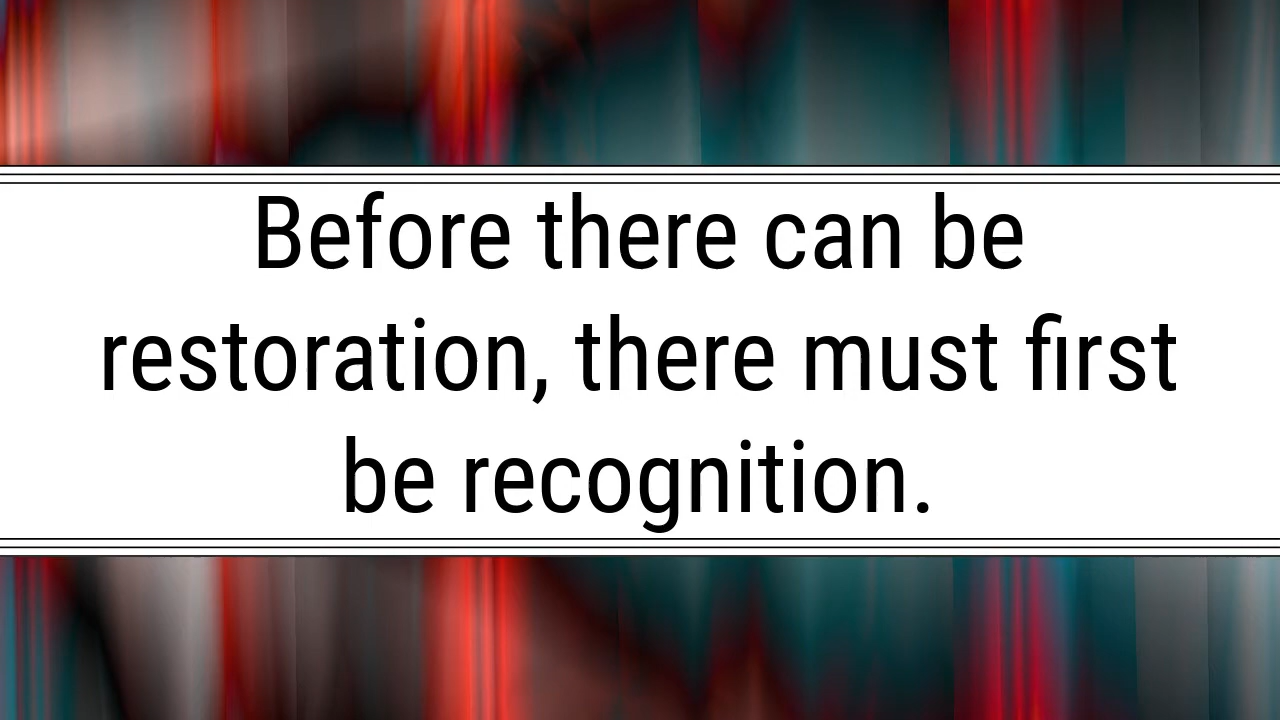 Before there can be
restoration, there must first
be recognition.